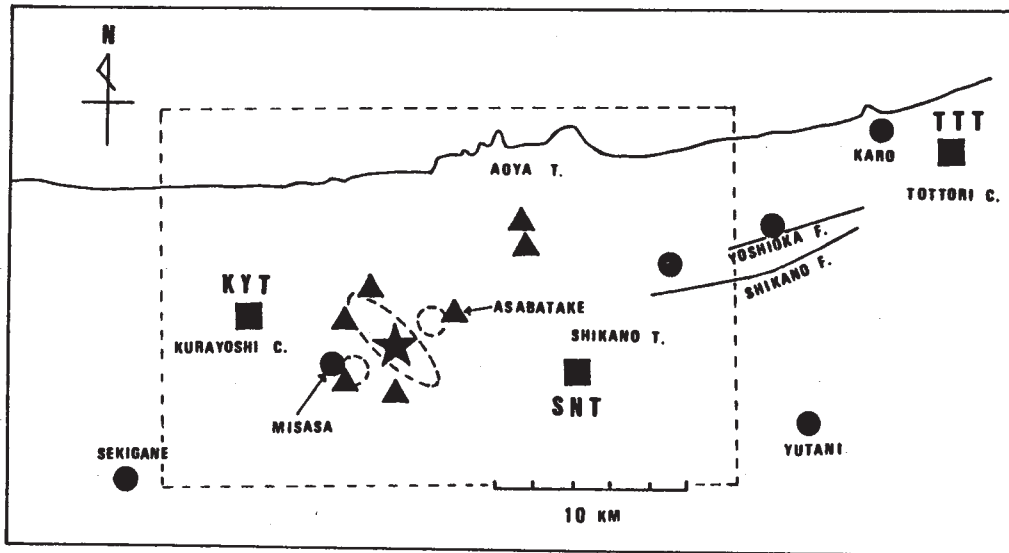 N
TTT
KARO
TOTTORI C.
AOYA T.
YOSHIOKA F.
SHIKANO F.
KYT
ASABATAKE
KURAYOSHI C.
SHIKANO T.
SNT
MISASA
SEKIGANE
YUTANI
10 KM